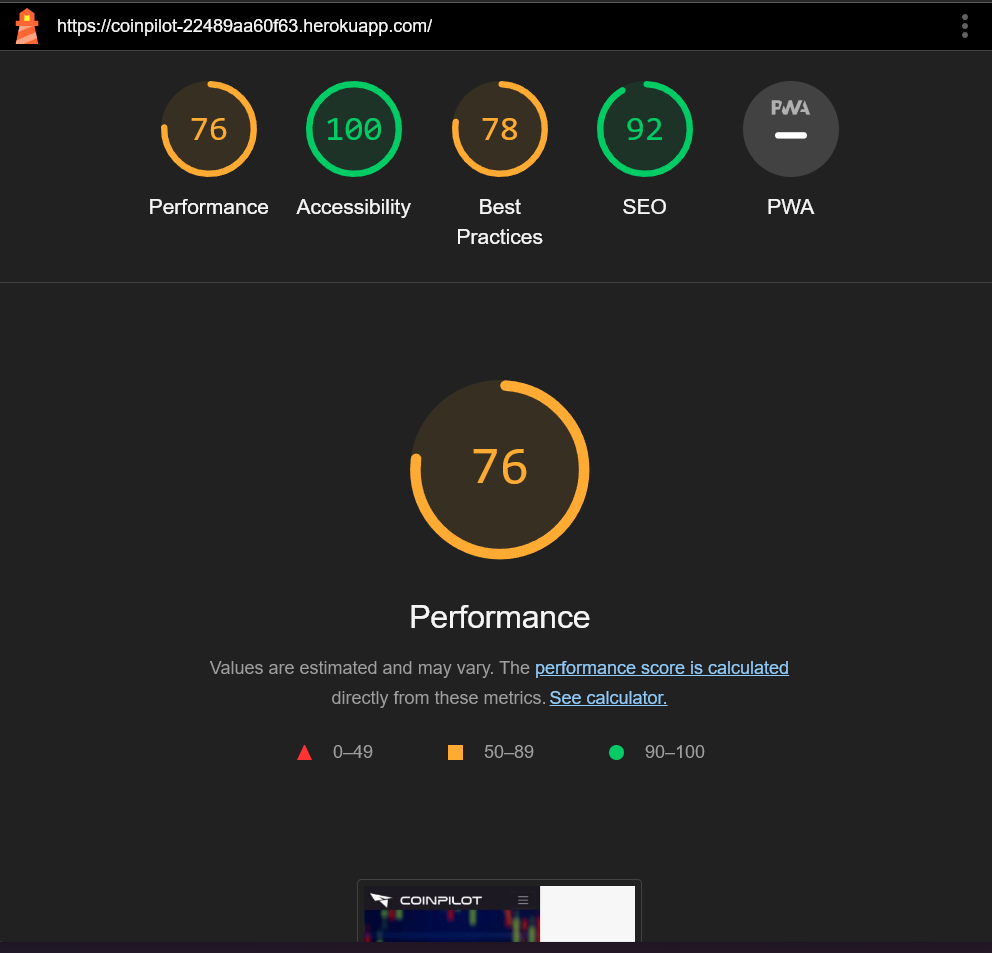 https://coinpilot-22489aa60f63.herokuapp.com/
76
100
78
92
PWA
Performance
Accessibility
Best
Practices
SEO
PWA
76
Performance
Values are estimated and may vary. The performance score is calculated
directly from these metrics. See calculator.
0–49
50–89
90–100
COINPILOT